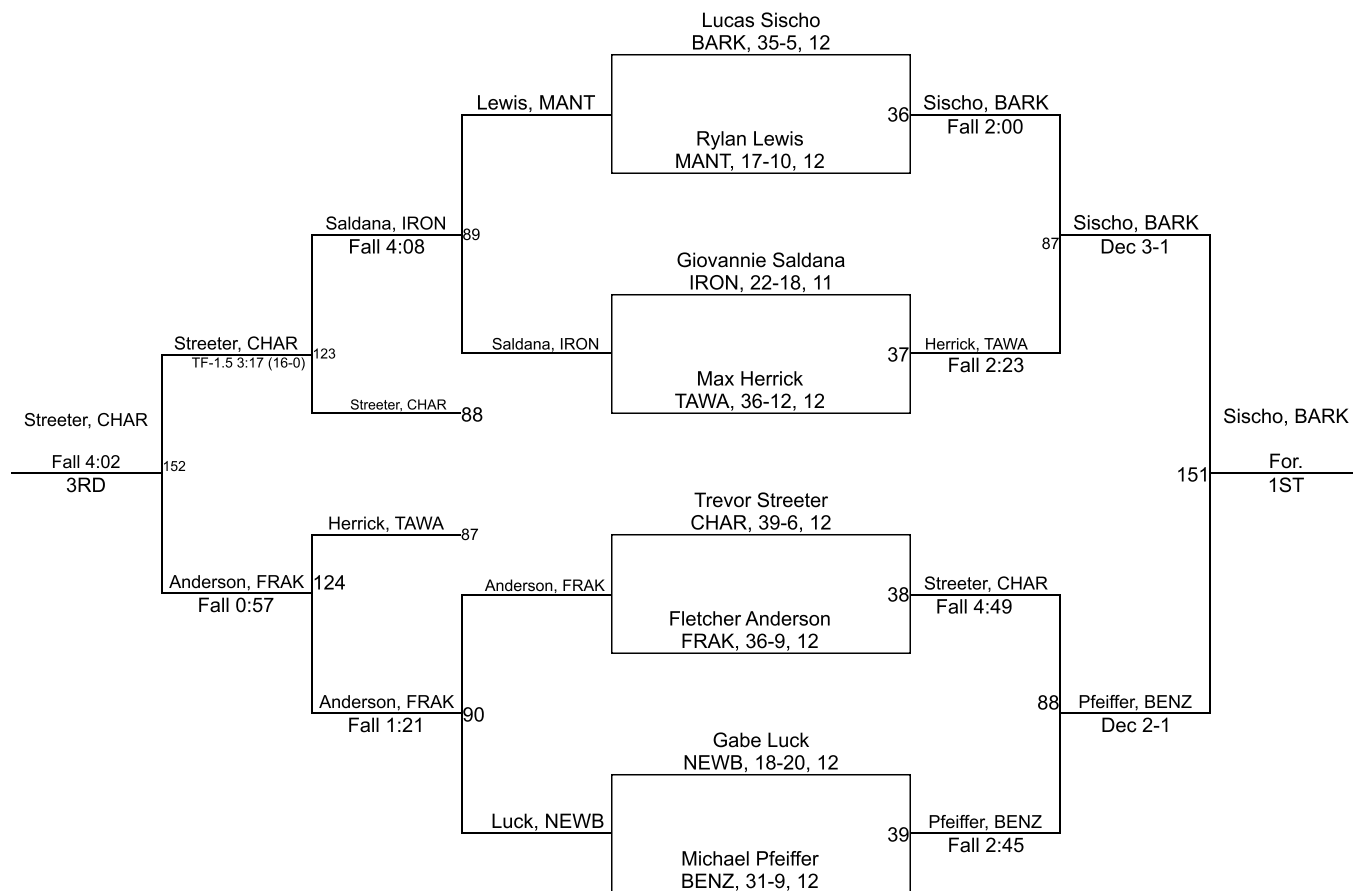 Lucas Sischo
BARK, 35-5, 12
Lewis, MANT
36
Sischo, BARK
Fall 2:00
Rylan Lewis
MANT, 17-10, 12
Saldana, IRON
Fall 4:08
89
Sischo, BARK
Dec 3-1
87
Giovannie Saldana
IRON, 22-18, 11
Streeter, CHAR
TF-1.5 3:17 (16-0)
123
Saldana, IRON
37
Herrick, TAWA
Fall 2:23
Max Herrick
TAWA, 36-12, 12
Streeter, CHAR
88
Streeter, CHAR
Fall 4:02
3RD
152
Sischo, BARK
For.
1ST
151
Trevor Streeter
CHAR, 39-6, 12
Herrick, TAWA
87
Anderson, FRAK
Fall 0:57
124
Anderson, FRAK
38
Streeter, CHAR
Fall 4:49
Fletcher Anderson
FRAK, 36-9, 12
Anderson, FRAK
Fall 1:21
90
88
Pfeiffer, BENZ
Dec 2-1
Gabe Luck
NEWB, 18-20, 12
Luck, NEWB
39
Pfeiffer, BENZ
Fall 2:45
Michael Pfeiffer
BENZ, 31-9, 12